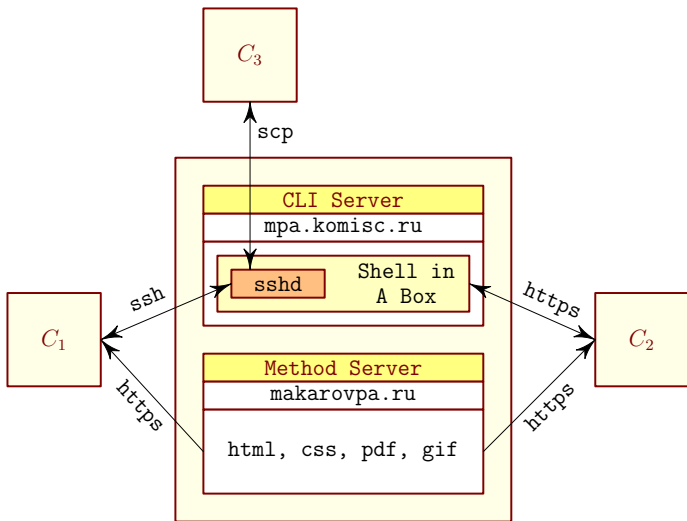 C₃
scp
CLI Server
mpa.komisc.ru
Shell in
A Box
sshd
ssh
https
C₁
C₂
Method Server
makarovpa.ru
https
https
html, css, pdf, gif